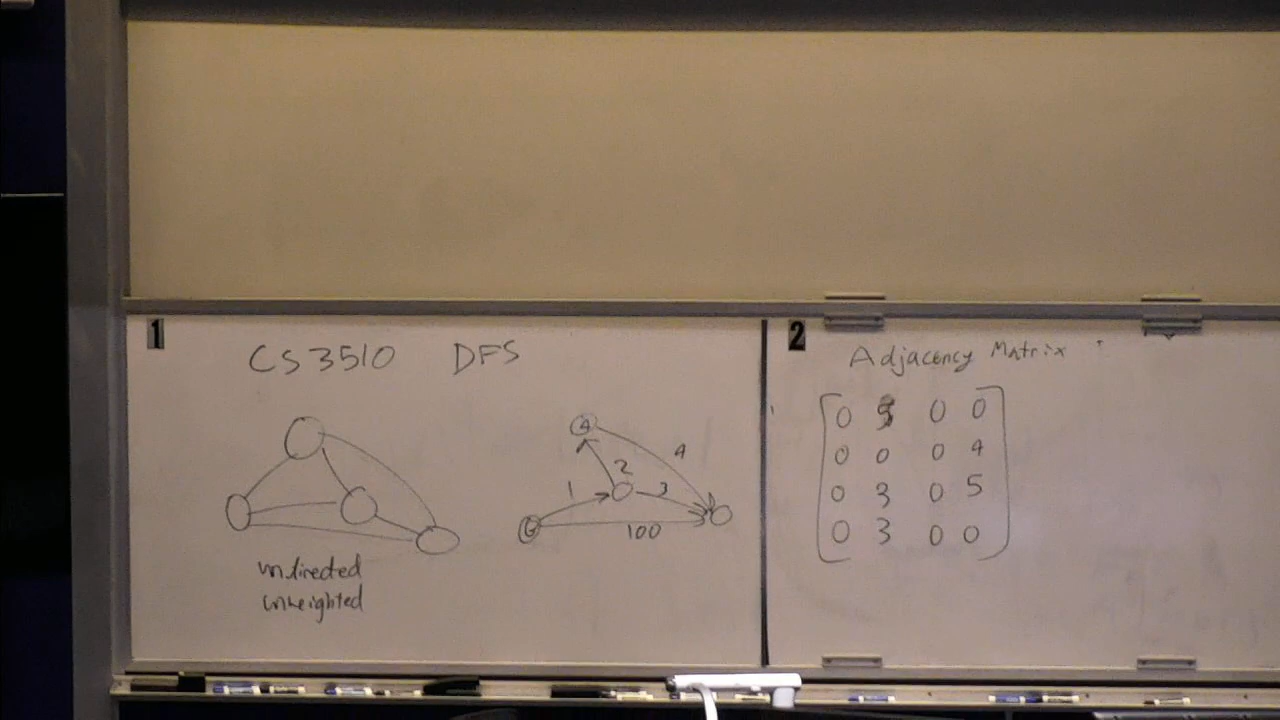 1
CS 3510 DFS
A
4
2
1
3
G
100
undirected
unweighted
2
Adjacency Matrix
0 5 0 0
0 0 0 4
0 3 0 5
0 3 0 0